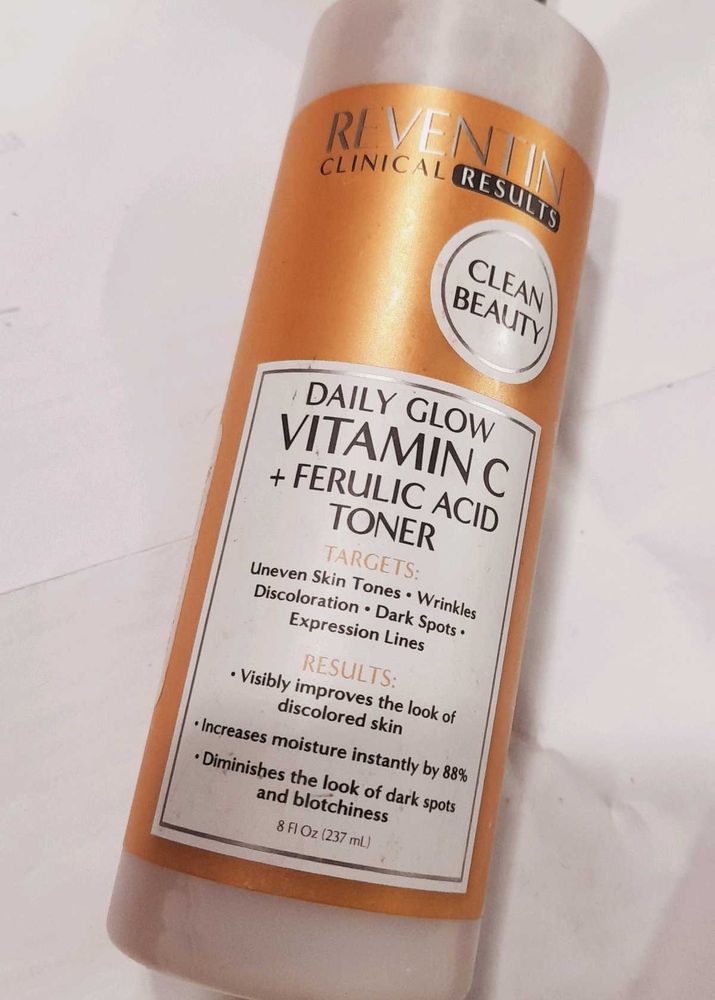 REVENTIN
CLINICAL RESULTS
CLEAN
BEAUTY
DAILY GLOW
VITAMIN C
+ FERULIC ACID
TONER
TARGETS:
Uneven Skin Tones • Wrinkles
Discoloration • Dark Spots •
Expression Lines
RESULTS:
• Visibly improves the look of
discolored skin
• Increases moisture instantly by 88%
• Diminishes the look of dark spots
and blotchiness
8 Fl Oz (237 mL)